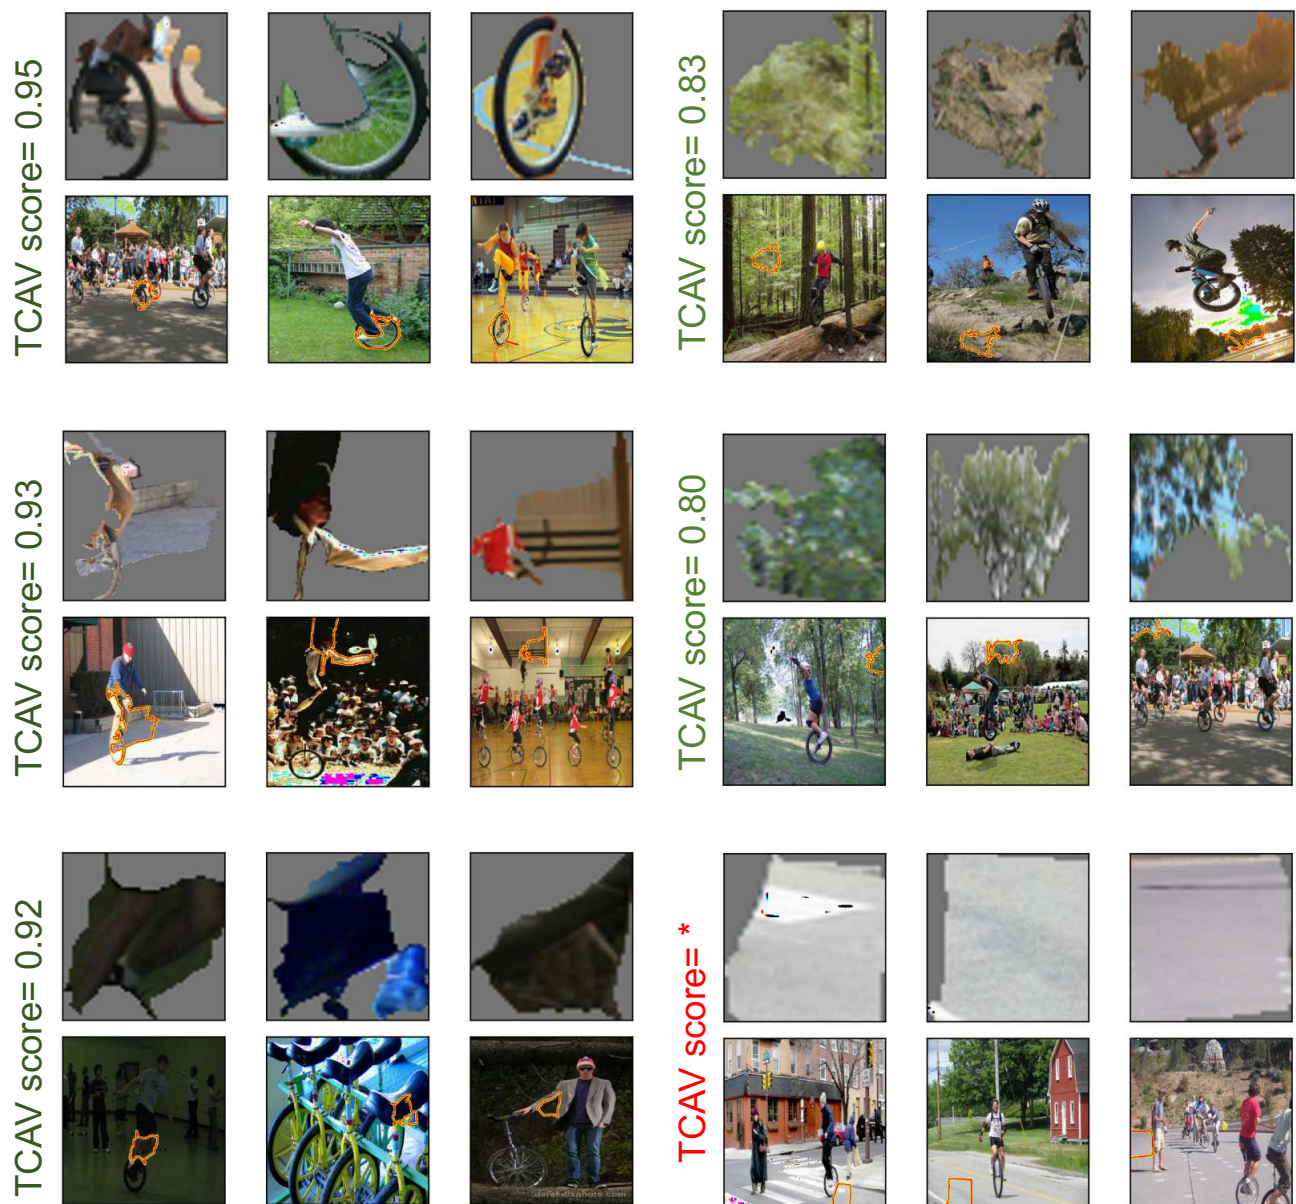 TCAV score= 0.95
TCAV score= 0.83
TCAV score= 0.93
TCAV score= 0.80
TCAV score= 0.92
TCAV score= *